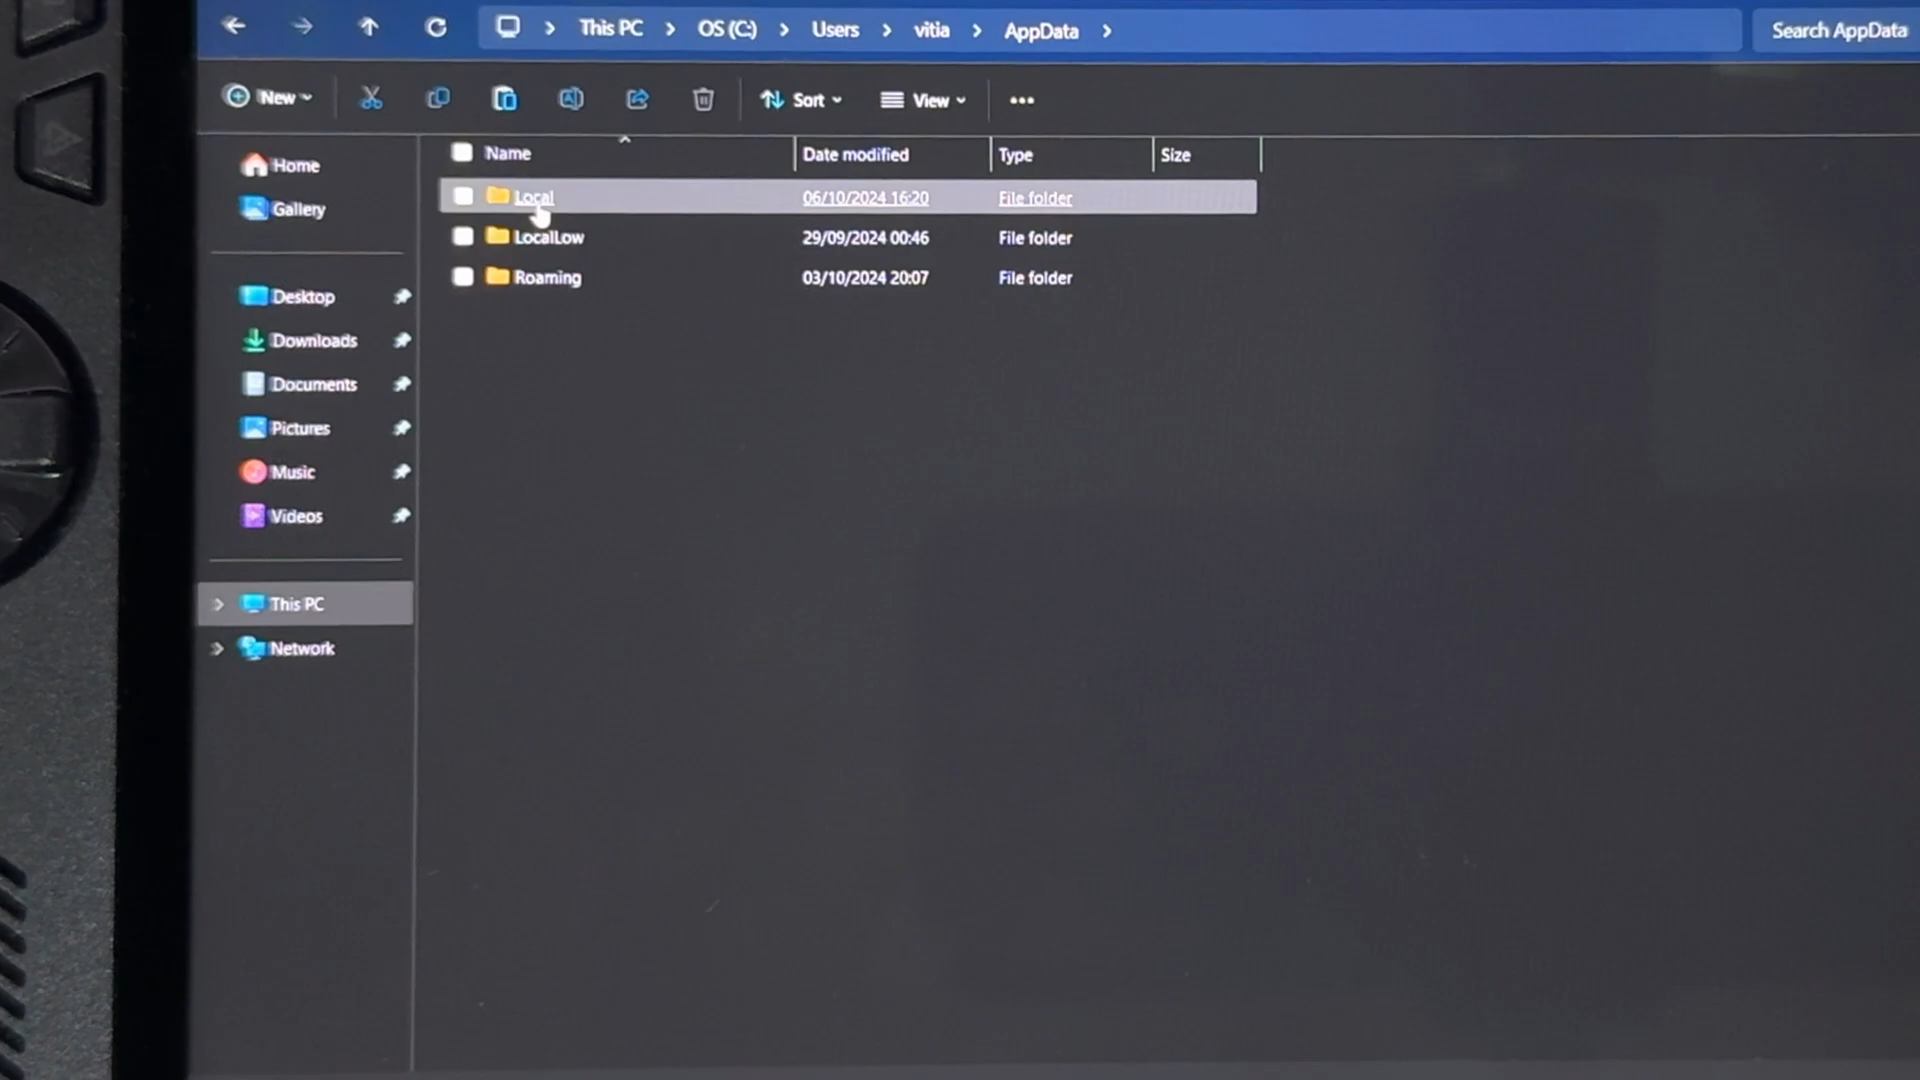 This PC > OS (C:) > Users > vitia > AppData >
Search AppData
New
Sort
View
Name
Date modified
Type
Size
Home
Gallery
Desktop
Downloads
Documents
Pictures
Music
Videos
This PC
Network
Local 06/10/2024 16:20 File folder
LocalLow 29/09/2024 00:46 File folder
Roaming 03/10/2024 20:07 File folder